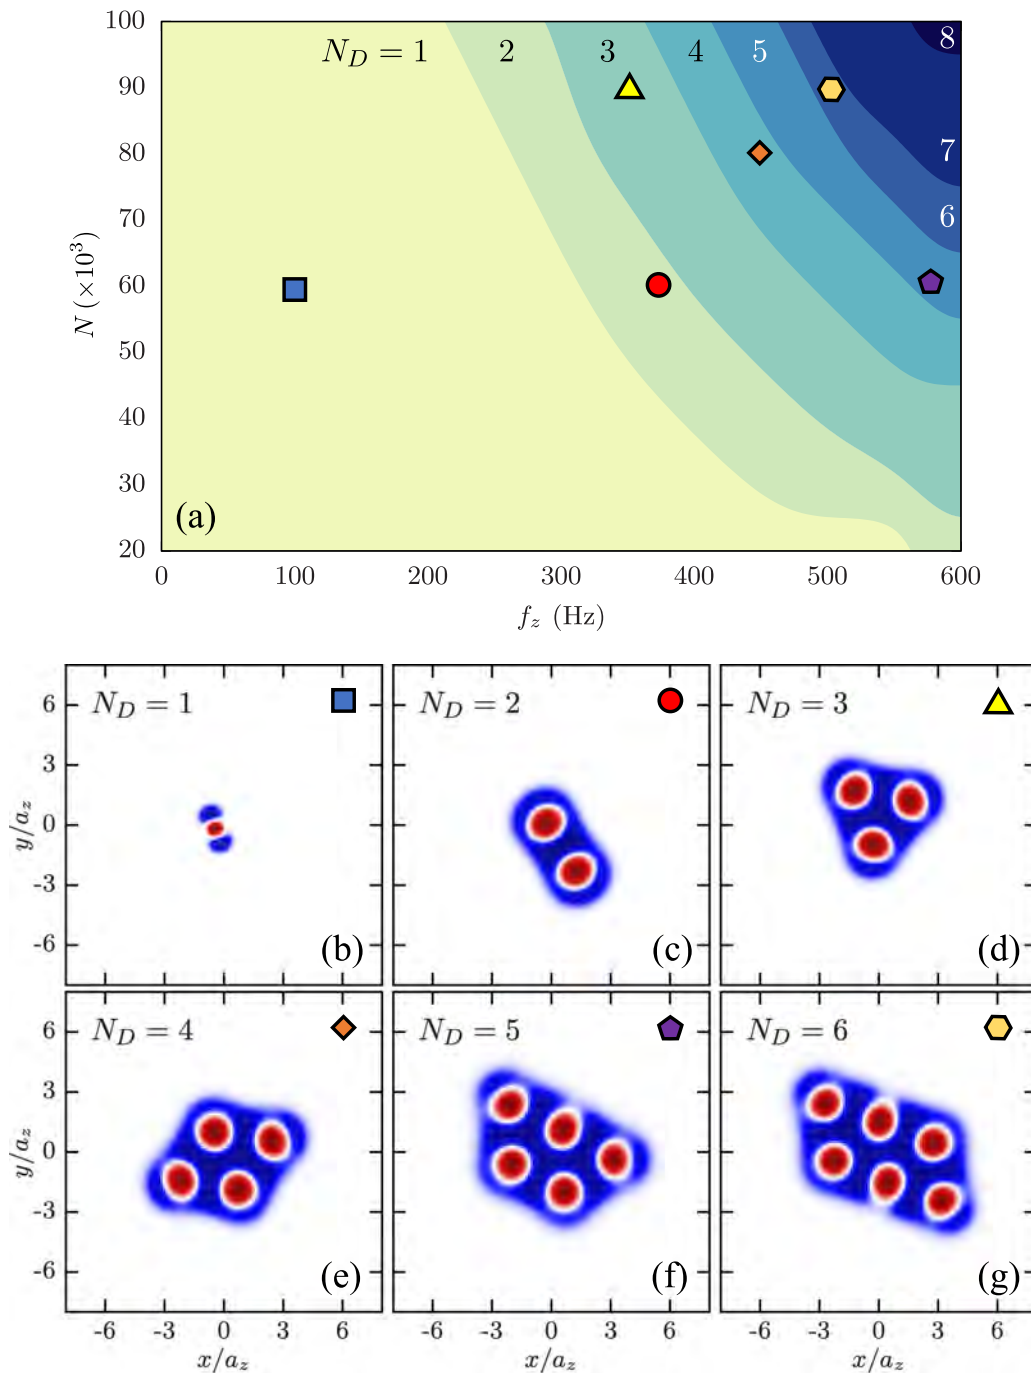 100
90
80
70
60
50
40
30
20
N (×10³)
N_D = 1
2
3
4
5
8
7
6
(a)
0
100
200
300
400
500
600
f_z (Hz)
N_D = 1
N_D = 2
N_D = 3
6
3
0
-3
-6
y/a_z
(b)
(c)
(d)
N_D = 4
N_D = 5
N_D = 6
6
3
0
-3
-6
y/a_z
(e)
(f)
(g)
-6 -3 0 3 6
-6 -3 0 3 6
-6 -3 0 3 6
x/a_z
x/a_z
x/a_z